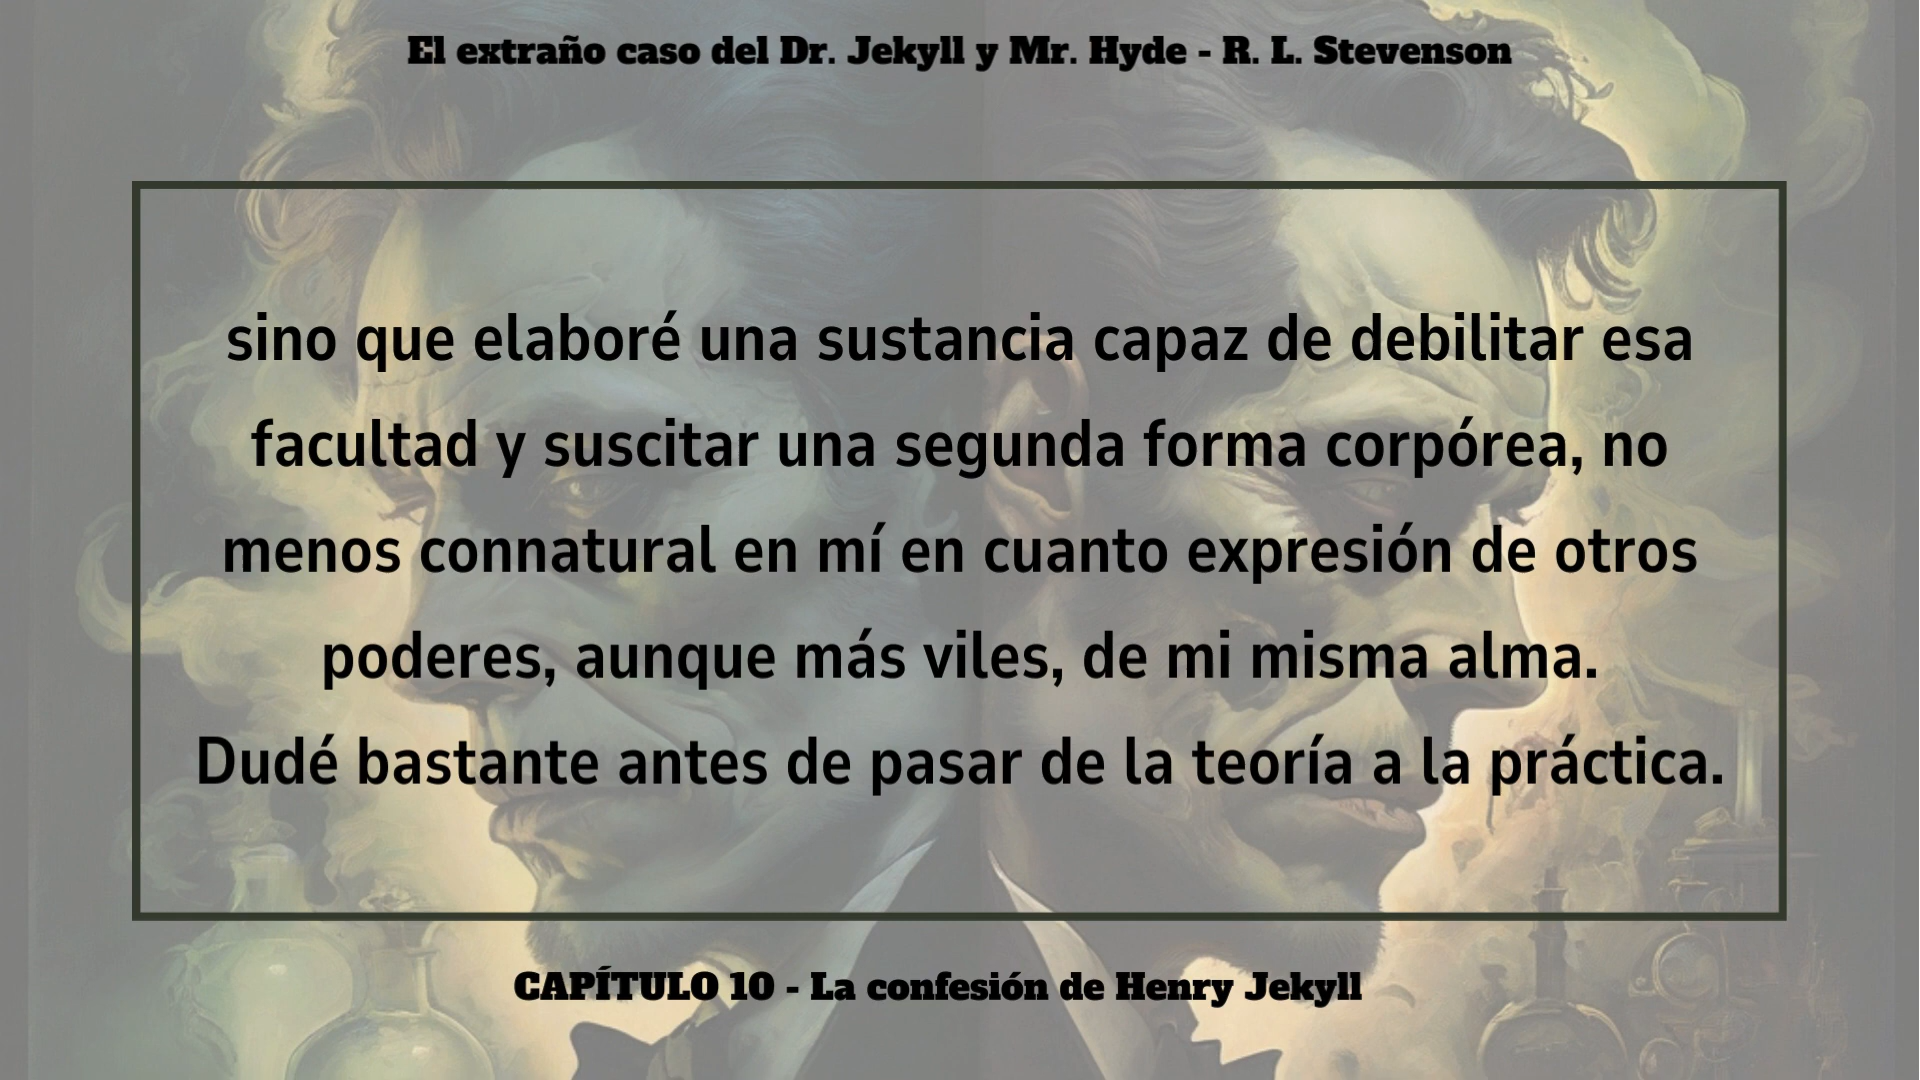 El extraño caso del Dr. Jekyll y Mr. Hyde - R. L. Stevenson
sino que elaboré una sustancia capaz de debilitar esa
facultad y suscitar una segunda forma corpórea, no
menos connatural en mí en cuanto expresión de otros
poderes, aunque más viles, de mi misma alma.
Dudé bastante antes de pasar de la teoría a la práctica.
CAPÍTULO 10 - La confesión de Henry Jekyll